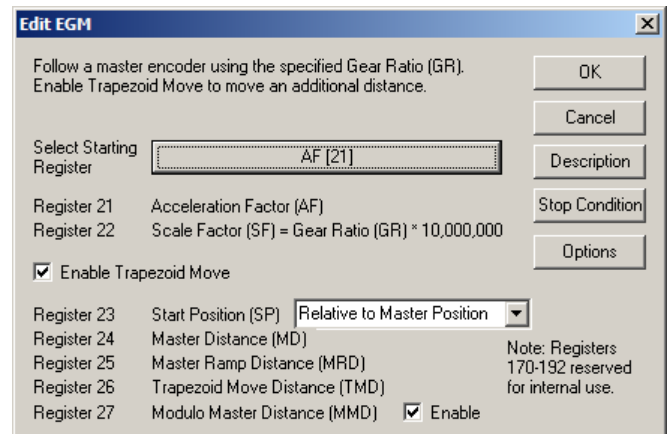 Edit EGM
Follow a master encoder using the specified Gear Ratio (GR).
Enable Trapezoid Move to move an additional distance.
OK
Cancel
Select Starting
Register
AF [21]
Description
Register 21 Acceleration Factor (AF)
Stop Condition
Register 22 Scale Factor (SF) = Gear Ratio (GR) * 10,000,000
Options
Enable Trapezoid Move
Register 23 Start Position (SP) Relative to Master Position
Register 24 Master Distance (MD)
Register 25 Master Ramp Distance (MRD)
Register 26 Trapezoid Move Distance (TMD)
Register 27 Modulo Master Distance (MMD) Enable
Note: Registers
170-192 reserved
for internal use.